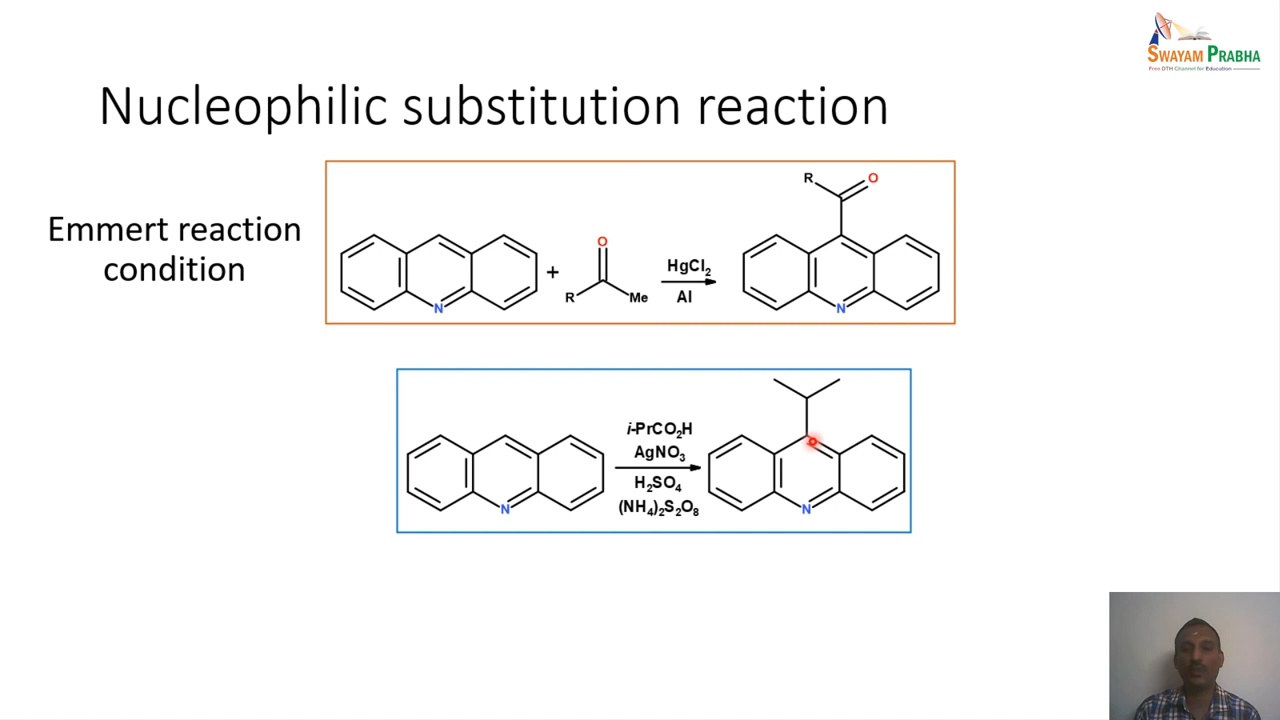 SWAYAM PRABHA
Free DTH Channel for Education
Nucleophilic substitution reaction
Emmert reaction
condition
N
+
O
R
Me
HgCl2
Al
R
O
N
N
i-PrCO2H
AgNO3
H2SO4
(NH4)2S2O8
N